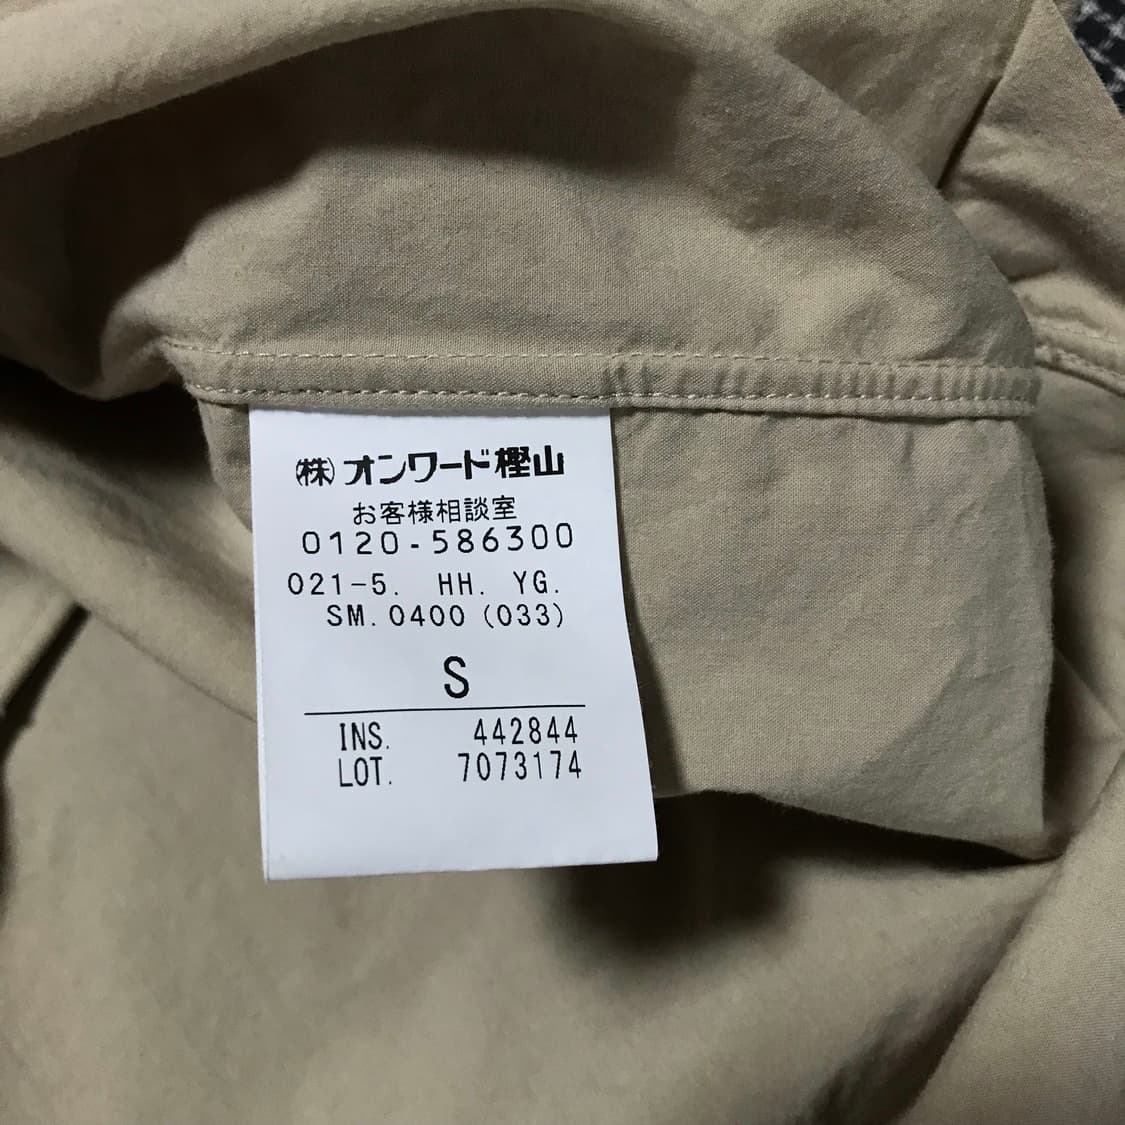 ㈱オンワード樫山
お客様相談室
0120-586300
021-5. HH. YG.
SM. 0400 (033)
S
INS. 442844
LOT. 7073174